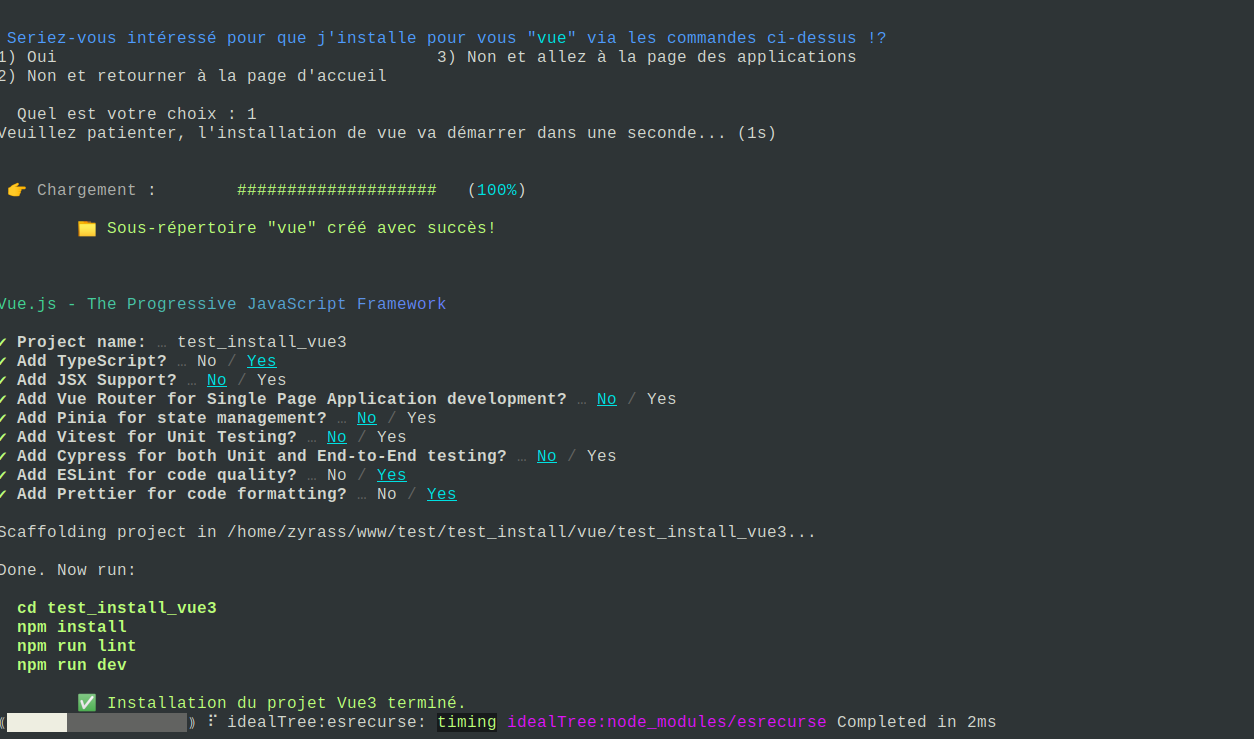 Seriez-vous intéressé pour que j'installe pour vous "vue" via les commandes ci-dessus !?
1) Oui 3) Non et allez à la page des applications
2) Non et retourner à la page d'accueil
Quel est votre choix : 1
Veuillez patienter, l'installation de vue va démarrer dans une seconde... (1s)
👉 Chargement : #################### (100%)
📁 Sous-répertoire "vue" créé avec succès!
Vue.js - The Progressive JavaScript Framework
✔ Project name: … test_install_vue3
✔ Add TypeScript? … No / Yes
✔ Add JSX Support? … No / Yes
✔ Add Vue Router for Single Page Application development? … No / Yes
✔ Add Pinia for state management? … No / Yes
✔ Add Vitest for Unit Testing? … No / Yes
✔ Add Cypress for both Unit and End-to-End testing? … No / Yes
✔ Add ESLint for code quality? … No / Yes
✔ Add Prettier for code formatting? … No / Yes
Scaffolding project in /home/zyrass/www/test/test_install/vue/test_install_vue3...
Done. Now run:
cd test_install_vue3
npm install
npm run lint
npm run dev
✅ Installation du projet Vue3 terminé.
⸨ ⸩ ⠏ idealTree:esrecurse: timing idealTree:node_modules/esrecurse Completed in 2ms